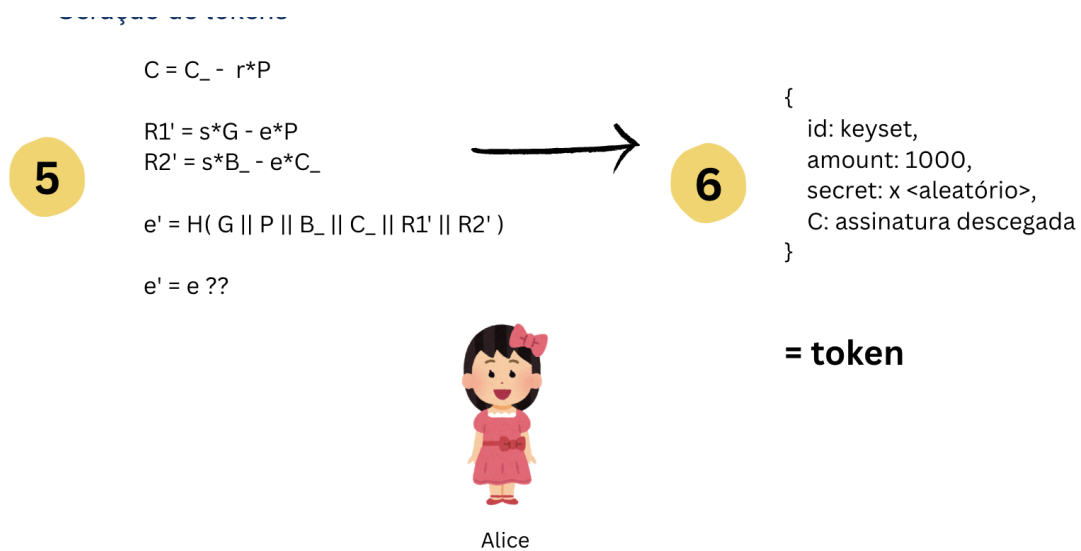 C = C_ - r*P
R1' = s*G - e*P
R2' = s*B_ - e*C_
e' = H( G || P || B_ || C_ || R1' || R2' )
e' = e ??
5
6
{
id: keyset,
amount: 1000,
secret: x <aleatório>,
C: assinatura descegada
}
= token
Alice